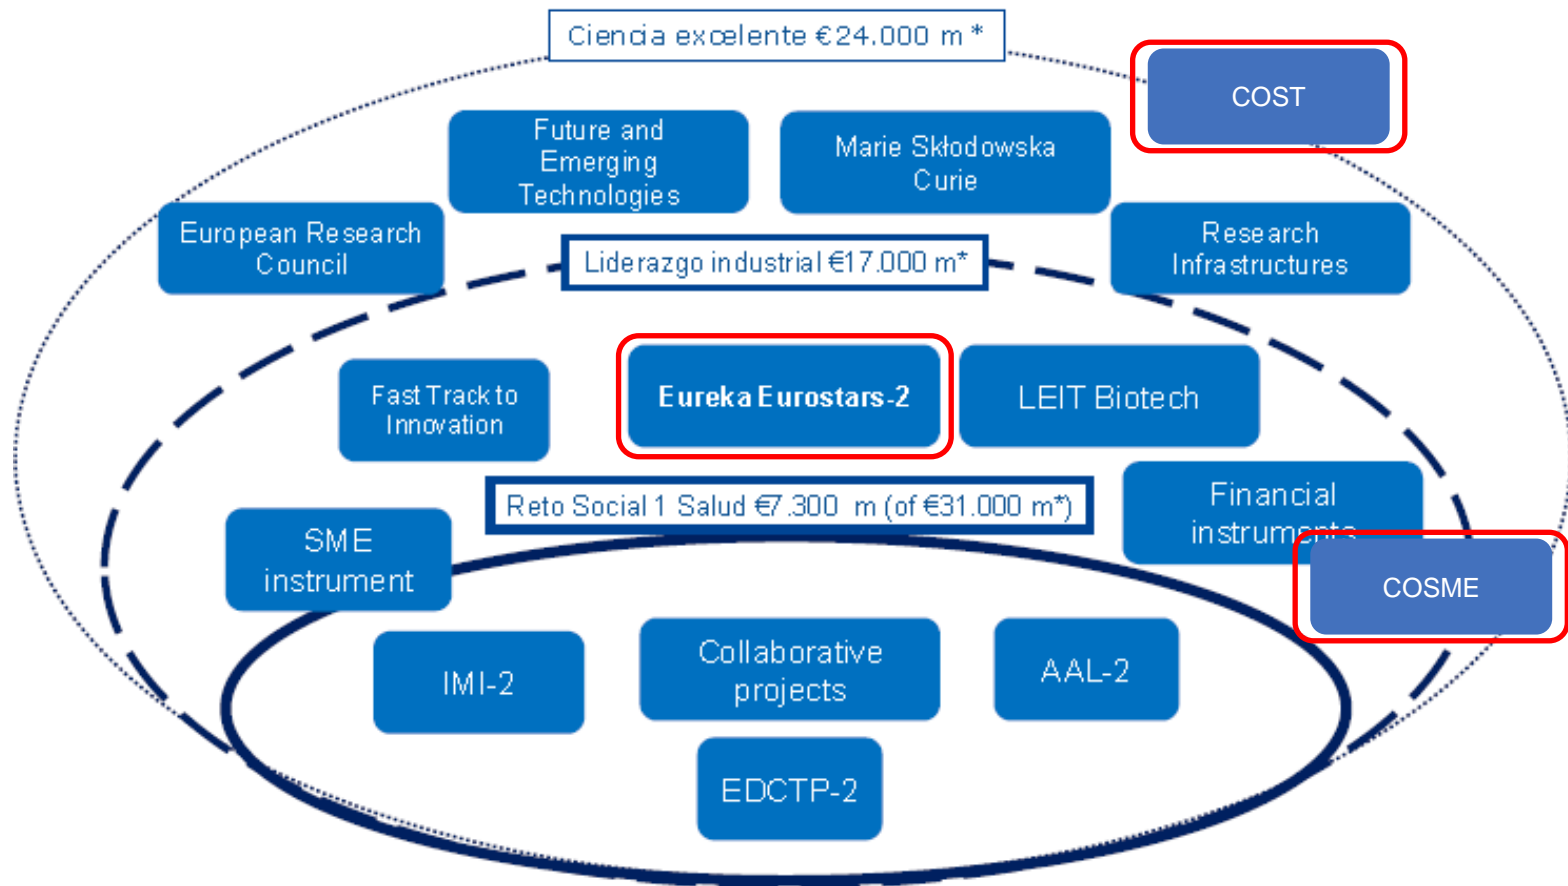 Ciencia excelente €24.000 m *
COST
Future and
Emerging
Technologies
Marie Skłodowska
Curie
European Research
Council
Research
Infrastructures
Liderazgo industrial €17.000 m*
Fast Track to
Innovation
Eureka Eurostars-2
LEIT Biotech
Reto Social 1 Salud €7.300 m (of €31.000 m*)
Financial
instruments
SME
instrument
COSME
IMI-2
Collaborative
projects
AAL-2
EDCTP-2